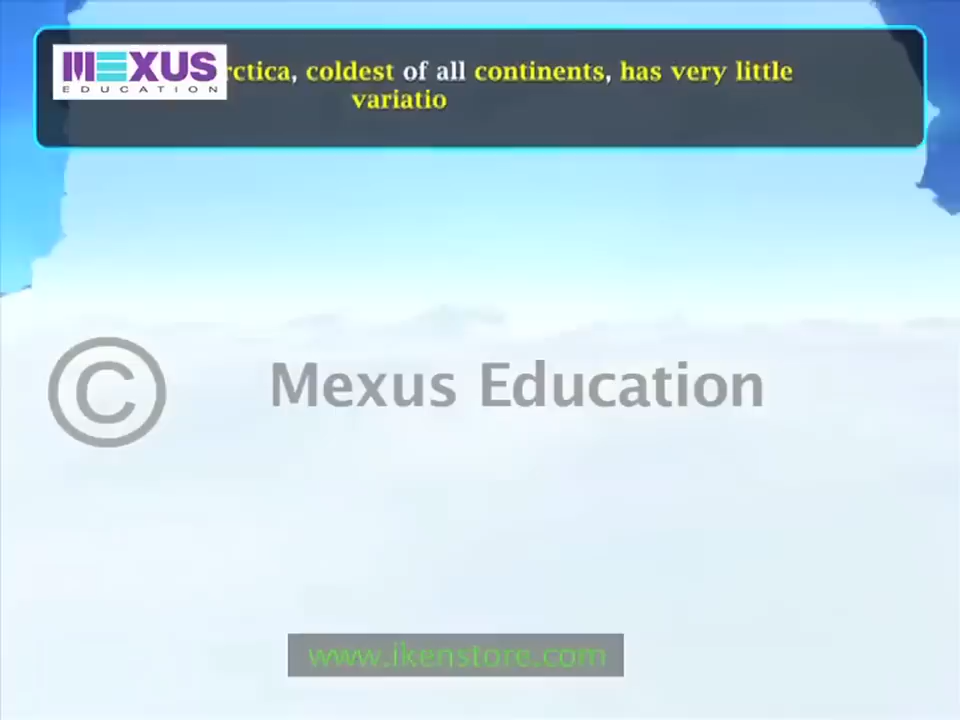 MEXUS
EDUCATION
rctica, coldest of all continents, has very little
variatio
© Mexus Education
www.ikenstore.com